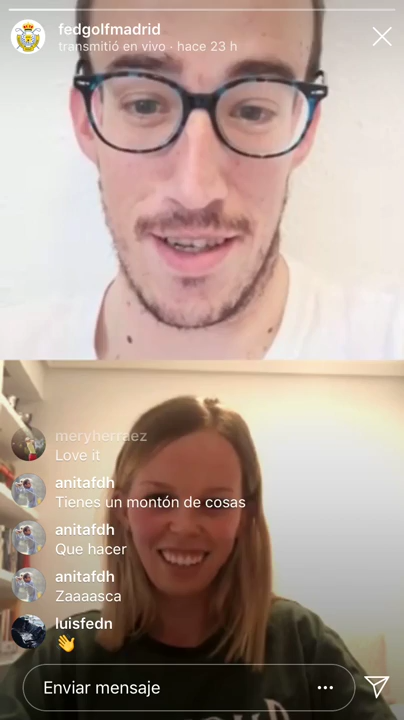 fedgolfmadrid
transmitió en vivo · hace 23 h
meryherraez
Love it
anitafdh
Tienes un montón de cosas
anitafdh
Que hacer
anitafdh
Zaaaasca
luisfedn
👋
Enviar mensaje